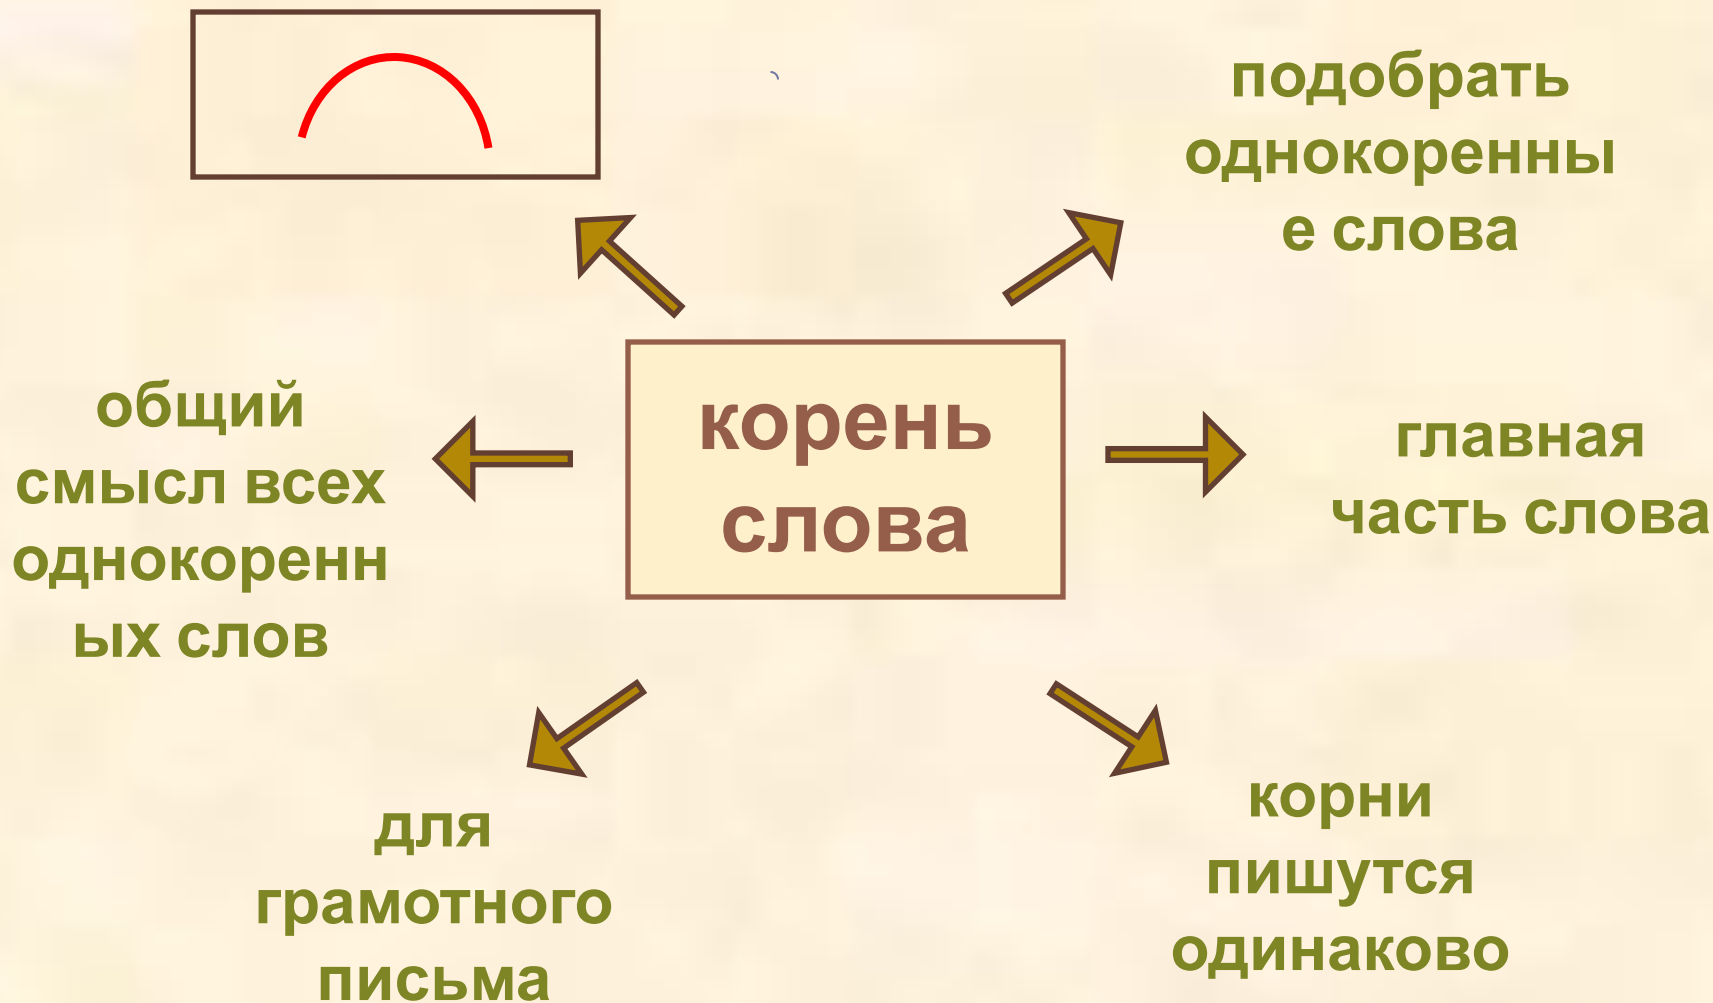 подобрать
однокоренны
е слова
общий
смысл всех
однокоренн
ых слов
корень
слова
главная
часть слова
для
грамотного
письма
корни
пишутся
одинаково